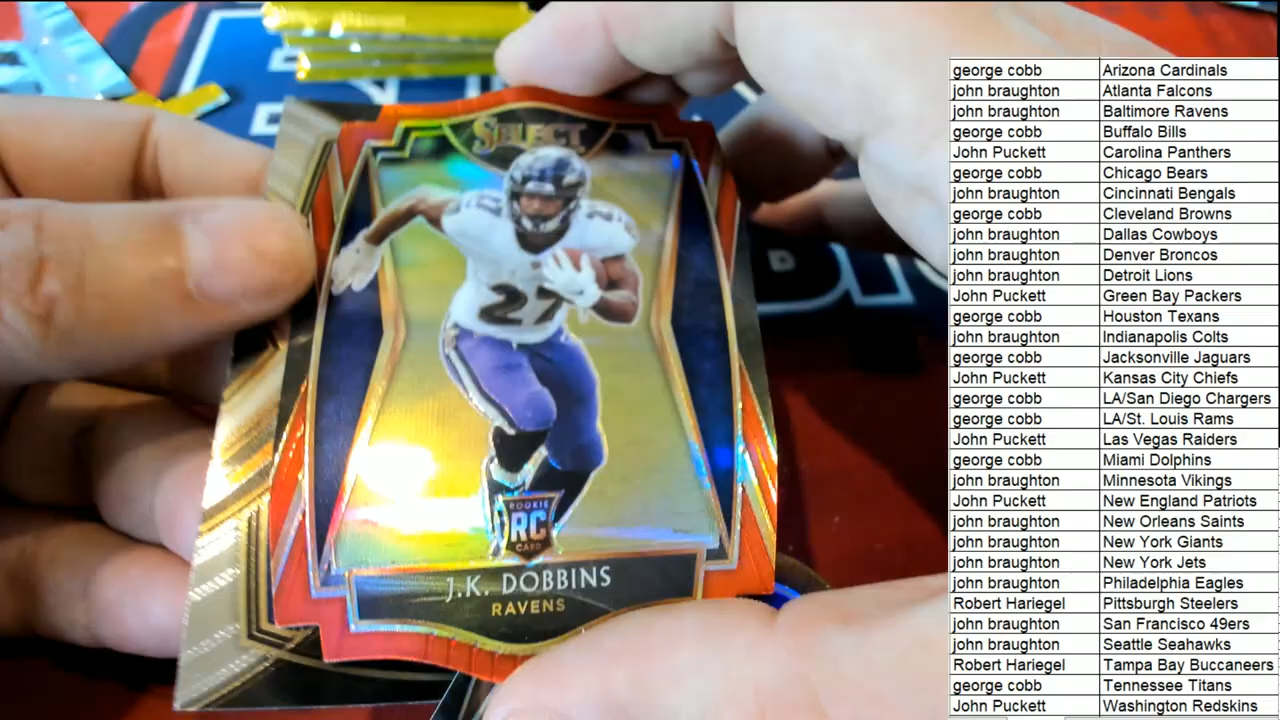 SELECT
27
27
27
ROOKIE
RC
CARD
J.K. DOBBINS
RAVENS
george cobb Arizona Cardinals
john braughton Atlanta Falcons
john braughton Baltimore Ravens
george cobb Buffalo Bills
John Puckett Carolina Panthers
george cobb Chicago Bears
john braughton Cincinnati Bengals
george cobb Cleveland Browns
john braughton Dallas Cowboys
john braughton Denver Broncos
john braughton Detroit Lions
John Puckett Green Bay Packers
george cobb Houston Texans
john braughton Indianapolis Colts
george cobb Jacksonville Jaguars
John Puckett Kansas City Chiefs
george cobb LA/San Diego Chargers
george cobb LA/St. Louis Rams
John Puckett Las Vegas Raiders
george cobb Miami Dolphins
john braughton Minnesota Vikings
John Puckett New England Patriots
john braughton New Orleans Saints
john braughton New York Giants
john braughton New York Jets
john braughton Philadelphia Eagles
Robert Hariegel Pittsburgh Steelers
john braughton San Francisco 49ers
john braughton Seattle Seahawks
Robert Hariegel Tampa Bay Buccaneers
george cobb Tennessee Titans
John Puckett Washington Redskins